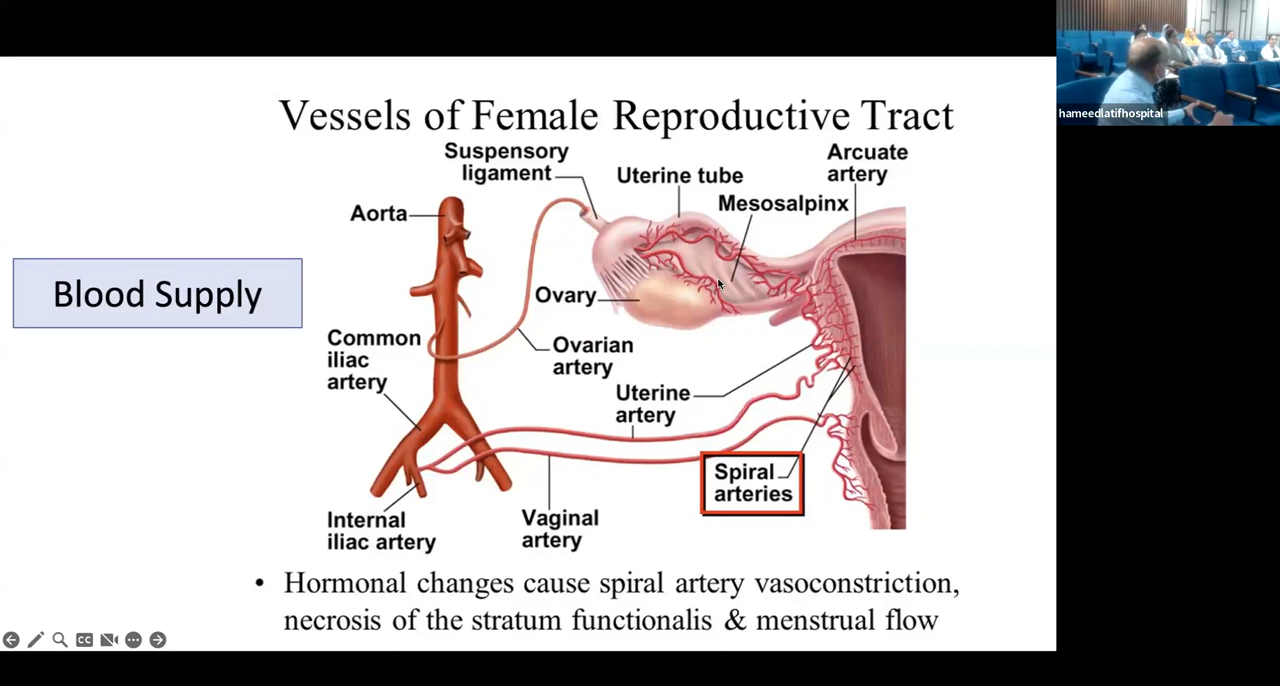 Vessels of Female Reproductive Tract
hameedlatifhospital
Blood Supply
Suspensory
ligament
Uterine tube
Arcuate
artery
Mesosalpinx
Aorta
Ovary
Common
iliac
artery
Ovarian
artery
Uterine
artery
Spiral
arteries
Internal
iliac artery
Vaginal
artery
• Hormonal changes cause spiral artery vasoconstriction,
necrosis of the stratum functionalis & menstrual flow
CC